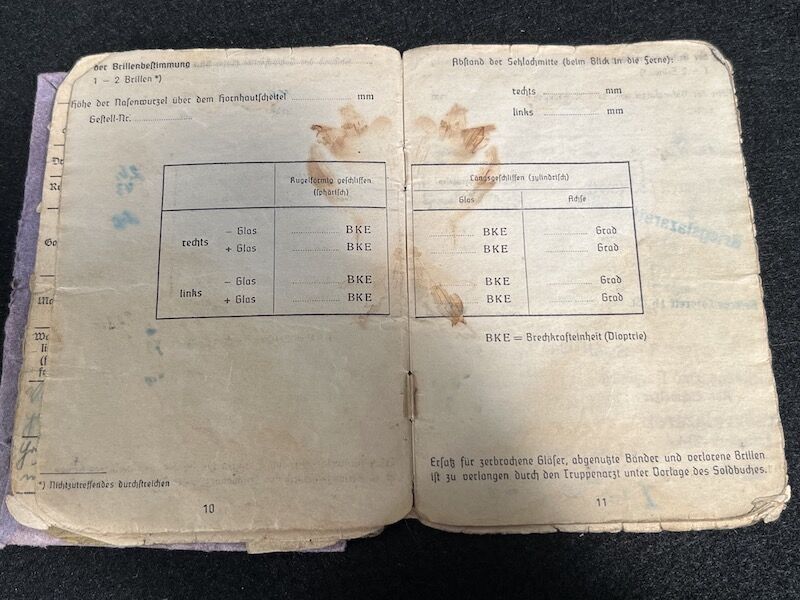 der Brillenbestimmung
1 – 2 Brillen *)
Höhe der Nasenwurzel über dem Hornhautscheitel .................... mm
Gestell-Nr. ....................
Kugelförmig geschliffen
(sphärisch)
rechts
– Glas .................... BKE
+ Glas .................... BKE
links
– Glas .................... BKE
+ Glas .................... BKE
*) Nichtzutreffendes durchstreichen
10
Abstand der Sehlochmitte (beim Blick in die Ferne):
rechts .................... mm
links .................... mm
Längsgeschliffen (zylindrisch)
Glas Achse
.................... BKE .................... Grad
.................... BKE .................... Grad
.................... BKE .................... Grad
.................... BKE .................... Grad
BKE = Brechkrafteinheit (Dioptrie)
Ersatz für zerbrochene Gläser, abgenutzte Bänder und verlorene Brillen
ist zu verlangen durch den Truppenarzt unter Vorlage des Soldbuches.
11